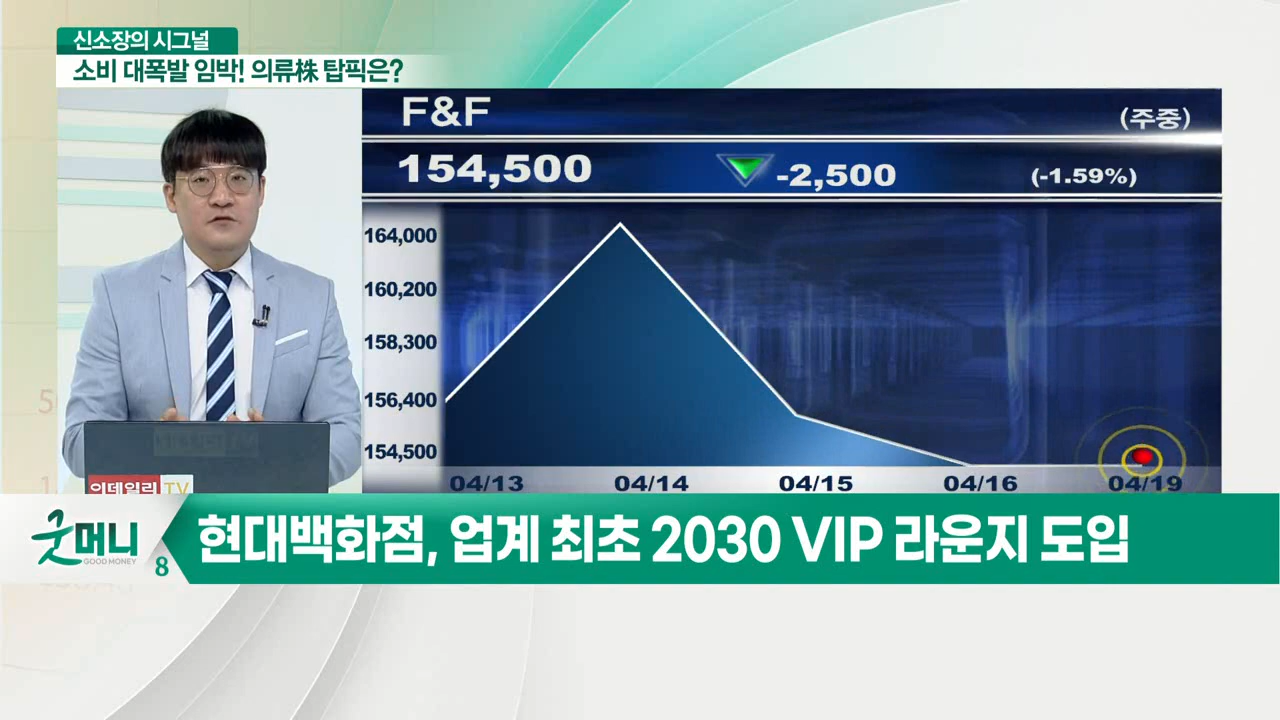 신소장의 시그널
소비 대폭발 임박! 의류株 탑픽은?
F&F
(주중)
154,500
-2,500
(-1.59%)
164,000
160,200
158,300
156,400
154,500
04/13
04/14
04/15
04/16
04/19
이데일리 TV
굿머니
GOOD MONEY
8
현대백화점, 업계 최초 2030 VIP 라운지 도입